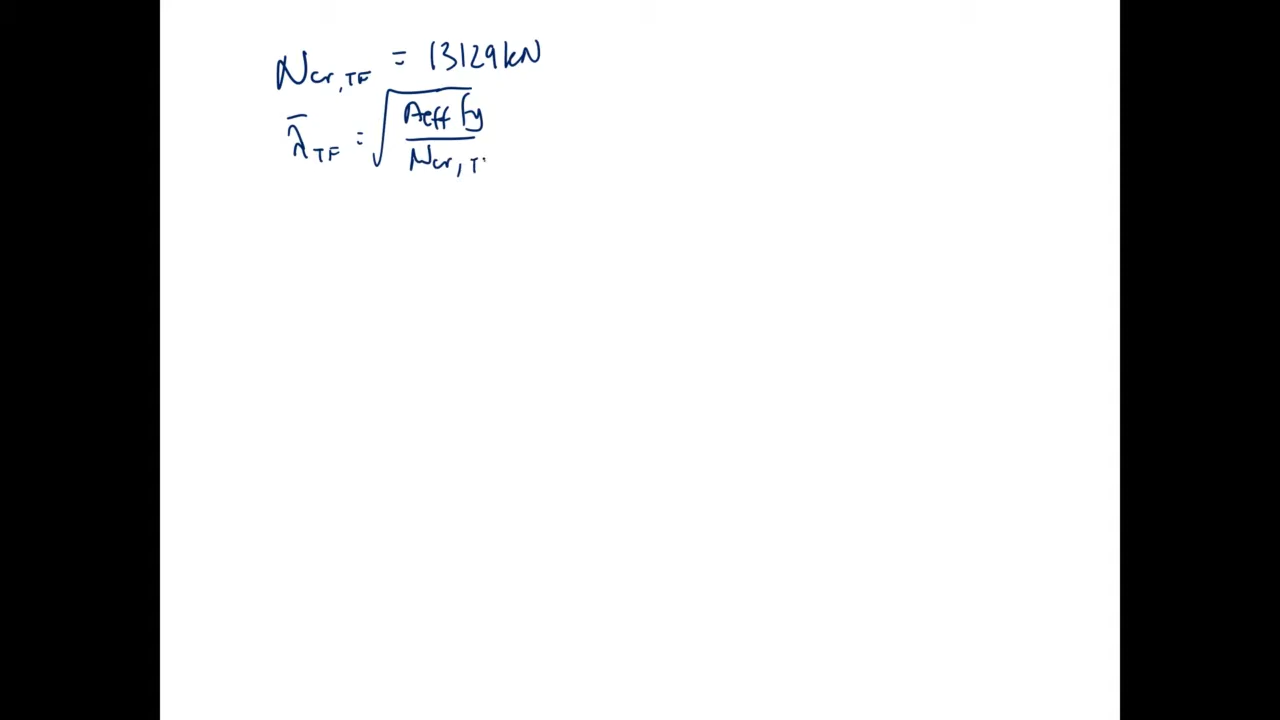 Ncr,TF = 13129kN
λ̄TF = √(Aeff fy / Ncr,T